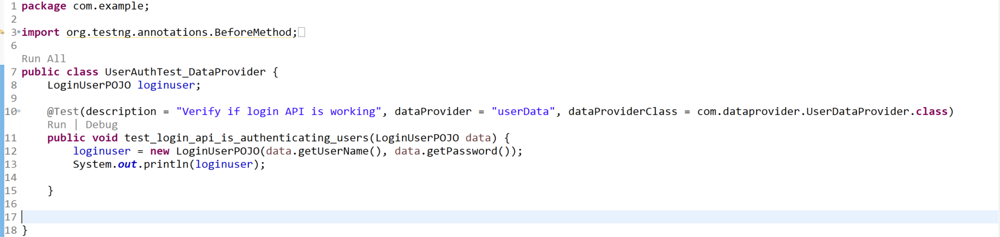 1 package com.example;
2
3 import org.testng.annotations.BeforeMethod;
6
Run All
7 public class UserAuthTest_DataProvider {
8     LoginUserPOJO loginuser;
9
10     @Test(description = "Verify if login API is working", dataProvider = "userData", dataProviderClass = com.dataprovider.UserDataProvider.class)
Run | Debug
11     public void test_login_api_is_authenticating_users(LoginUserPOJO data) {
12         loginuser = new LoginUserPOJO(data.getUserName(), data.getPassword());
13         System.out.println(loginuser);
14
15     }
16
17
18 }